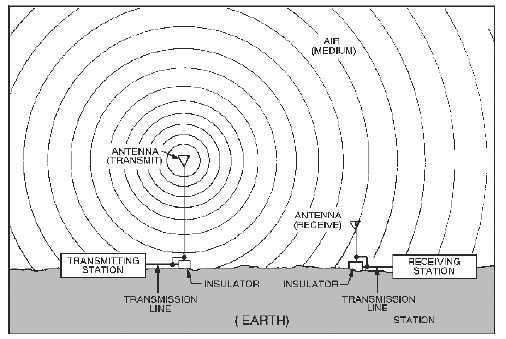 AIR
(MEDIUM)
ANTENNA
(TRANSMIT)
ANTENNA
(RECEIVE)
TRANSMITTING
STATION
RECEIVING
STATION
INSULATOR
INSULATOR
TRANSMISSION
LINE
TRANSMISSION
LINE
(EARTH)
STATION